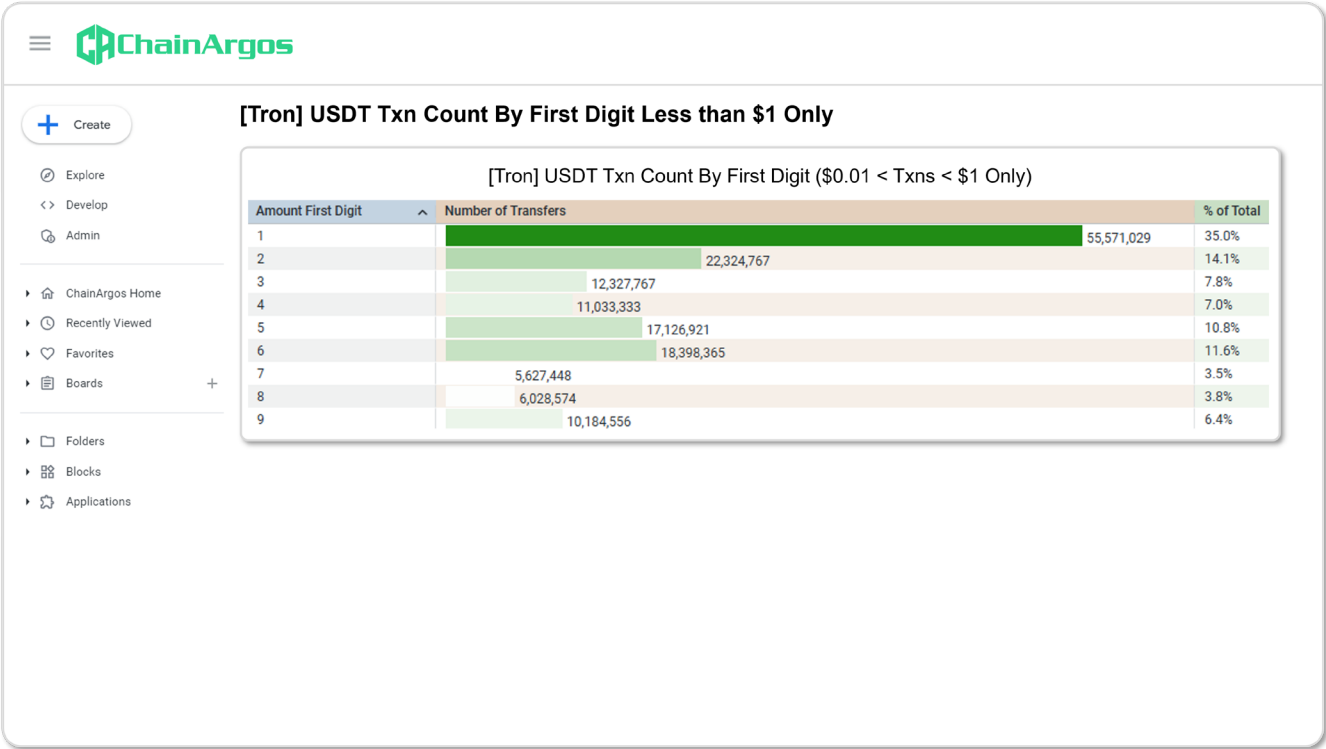 ChainArgos
Create
[Tron] USDT Txn Count By First Digit Less than $1 Only
Explore
Develop
Admin
ChainArgos Home
Recently Viewed
Favorites
Boards
Folders
Blocks
Applications
[Tron] USDT Txn Count By First Digit ($0.01 < Txns < $1 Only)
Amount First Digit Number of Transfers % of Total
1 55,571,029 35.0%
2 22,324,767 14.1%
3 12,327,767 7.8%
4 11,033,333 7.0%
5 17,126,921 10.8%
6 18,398,365 11.6%
7 5,627,448 3.5%
8 6,028,574 3.8%
9 10,184,556 6.4%